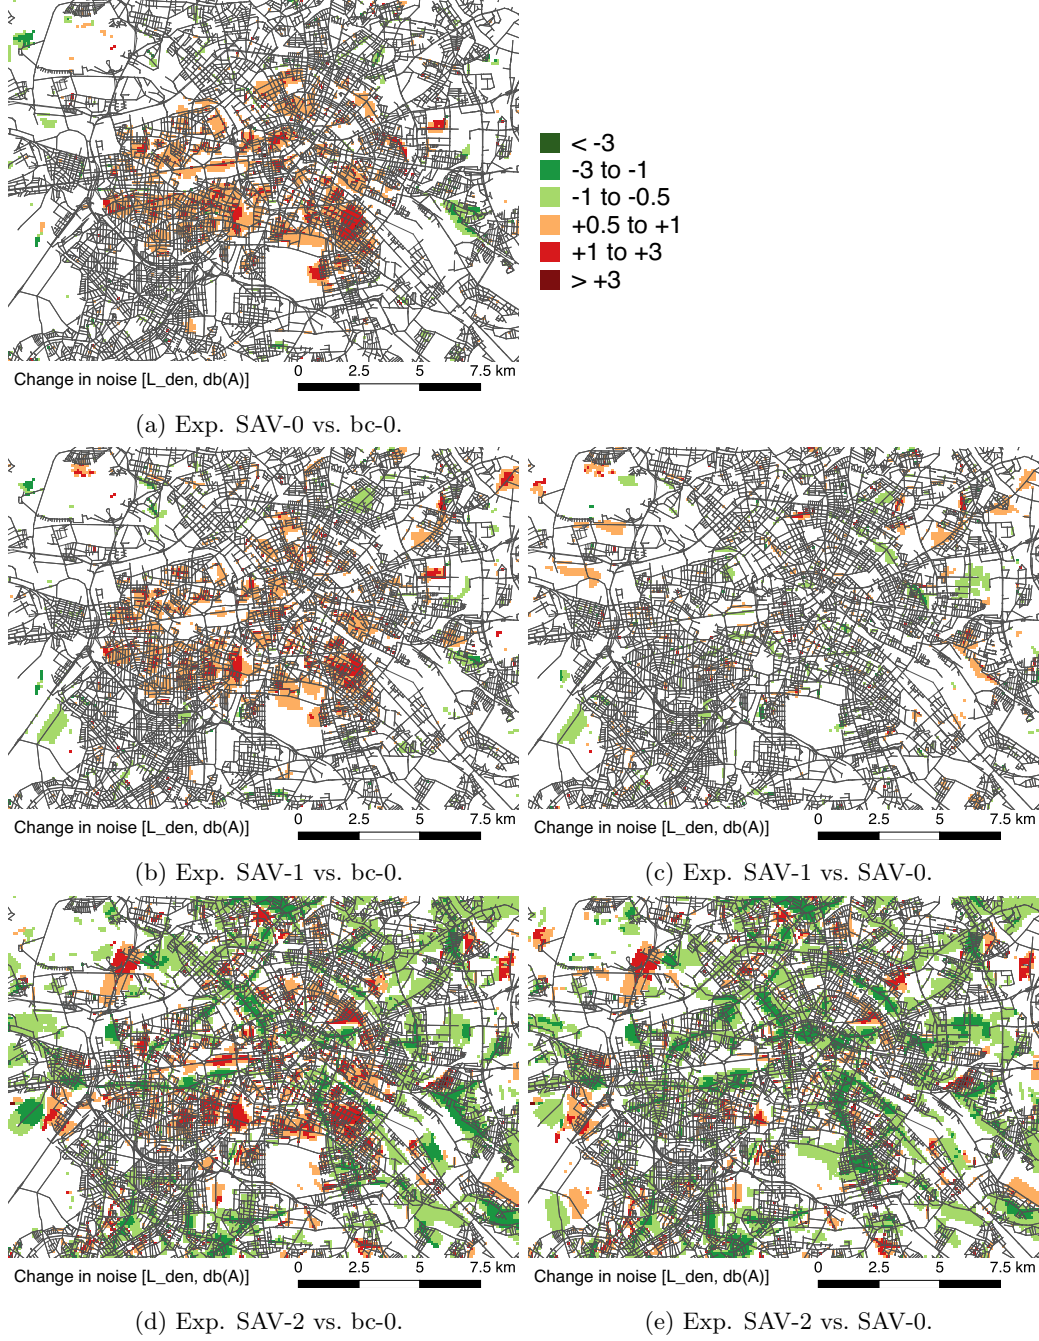 < -3
-3 to -1
-1 to -0.5
+0.5 to +1
+1 to +3
> +3
Change in noise [L_den, db(A)]
0 2.5 5 7.5 km
(a) Exp. SAV-0 vs. bc-0.
Change in noise [L_den, db(A)]
0 2.5 5 7.5 km
Change in noise [L_den, db(A)]
0 2.5 5 7.5 km
(b) Exp. SAV-1 vs. bc-0.
(c) Exp. SAV-1 vs. SAV-0.
Change in noise [L_den, db(A)]
0 2.5 5 7.5 km
Change in noise [L_den, db(A)]
0 2.5 5 7.5 km
(d) Exp. SAV-2 vs. bc-0.
(e) Exp. SAV-2 vs. SAV-0.